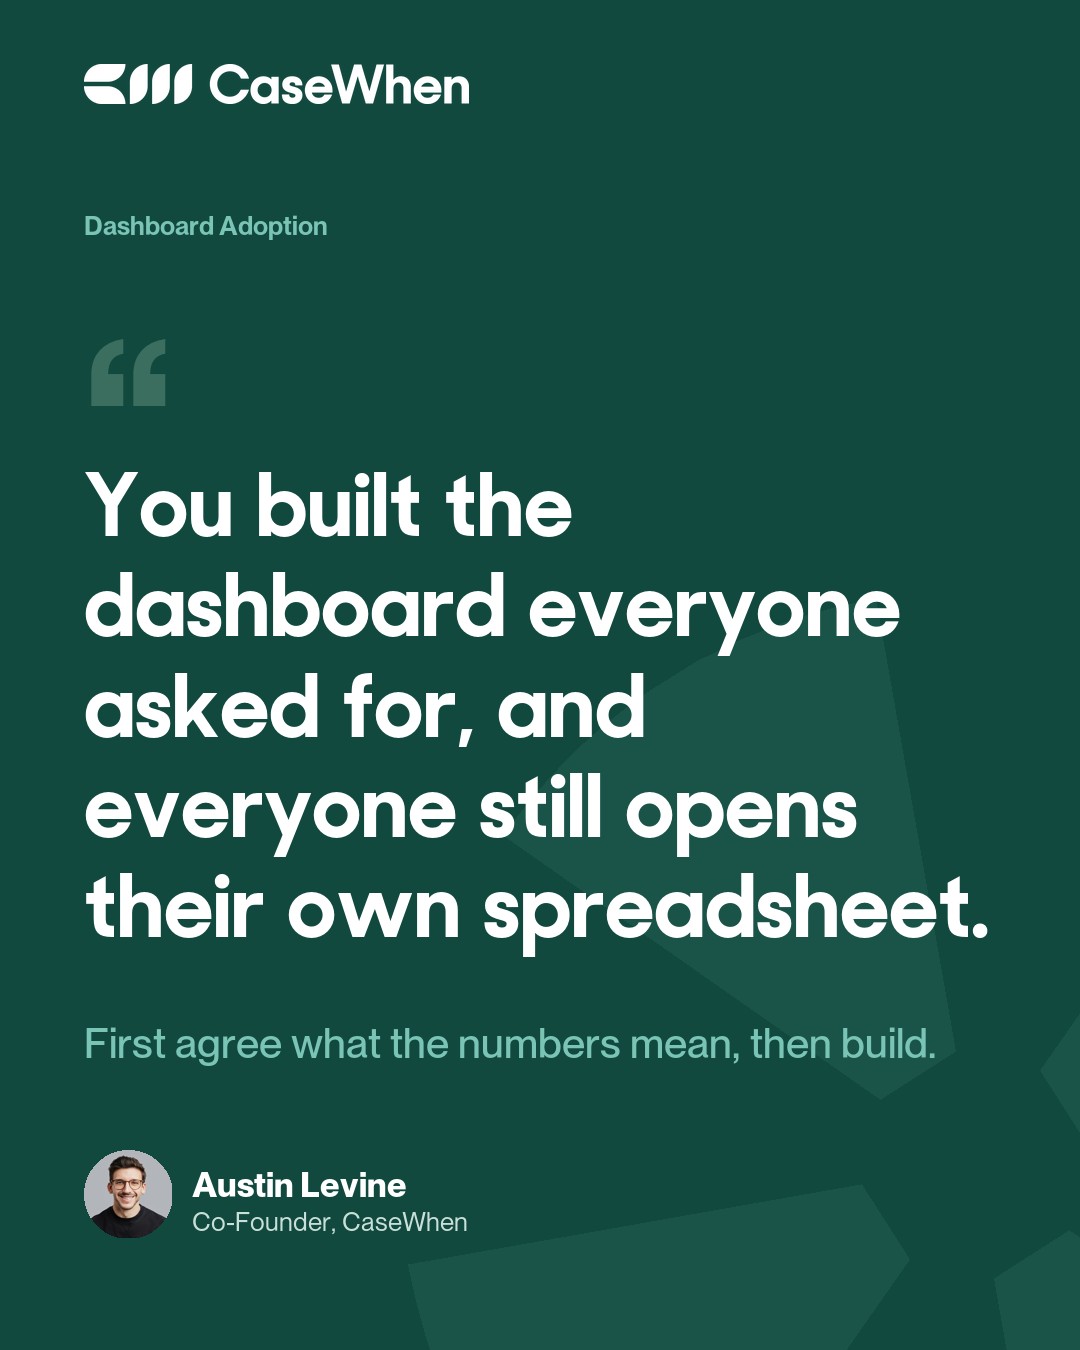 CaseWhen
Dashboard Adoption
“
You built the
dashboard everyone
asked for, and
everyone still opens
their own spreadsheet.
First agree what the numbers mean, then build.
Austin Levine
Co-Founder, CaseWhen